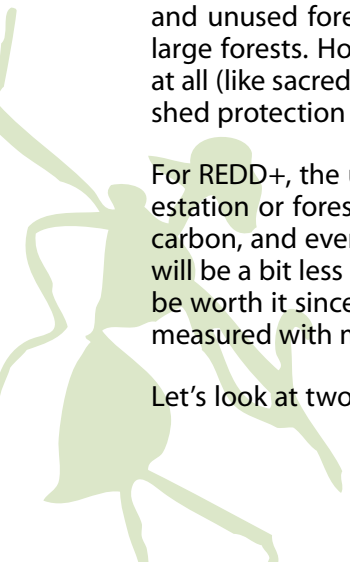 and unused fore
large forests. Ho
at all (like sacred
shed protection
For REDD+, the u
estation or fores
carbon, and ever
will be a bit less
be worth it since
measured with m
Let's look at two